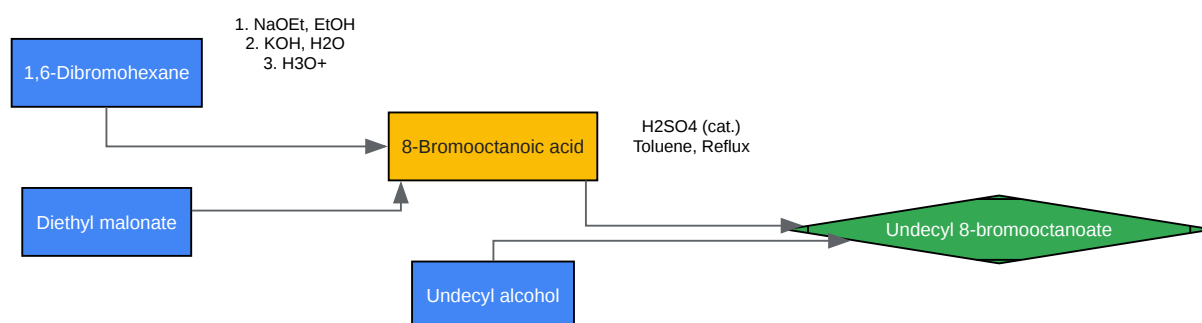 1. NaOEt, EtOH
2. KOH, H2O
3. H3O+
1,6-Dibromohexane
8-Bromooctanoic acid
H2SO4 (cat.)
Toluene, Reflux
Diethyl malonate
Undecyl 8-bromooctanoate
Undecyl alcohol